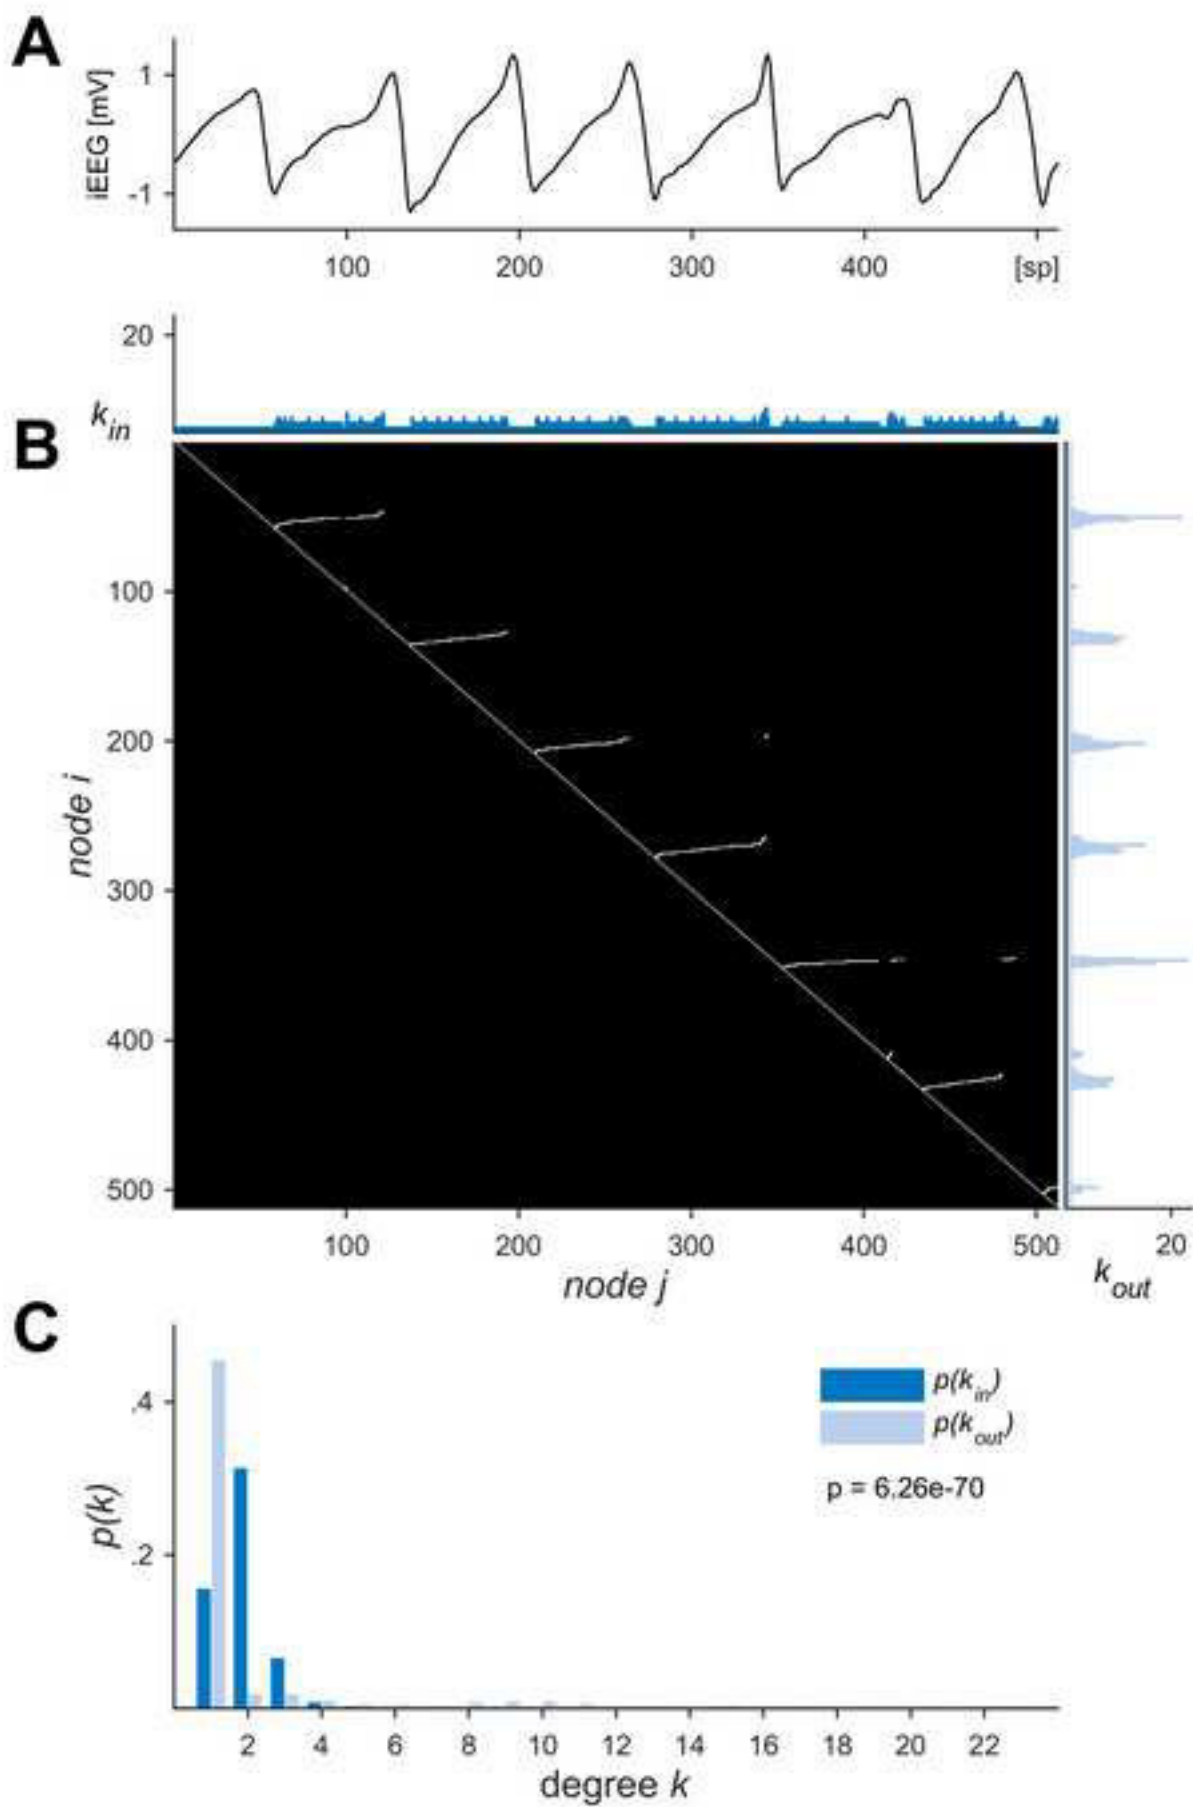 A
iEEG [mV]
1
-1
100 200 300 400 [sp]
20
k_in
B
node i
100
200
300
400
500
100 200 300 400 500
node j
20
k_out
C
p(k)
.4
.2
p(k_in)
p(k_out)
p = 6.26e-70
2 4 6 8 10 12 14 16 18 20 22
degree k